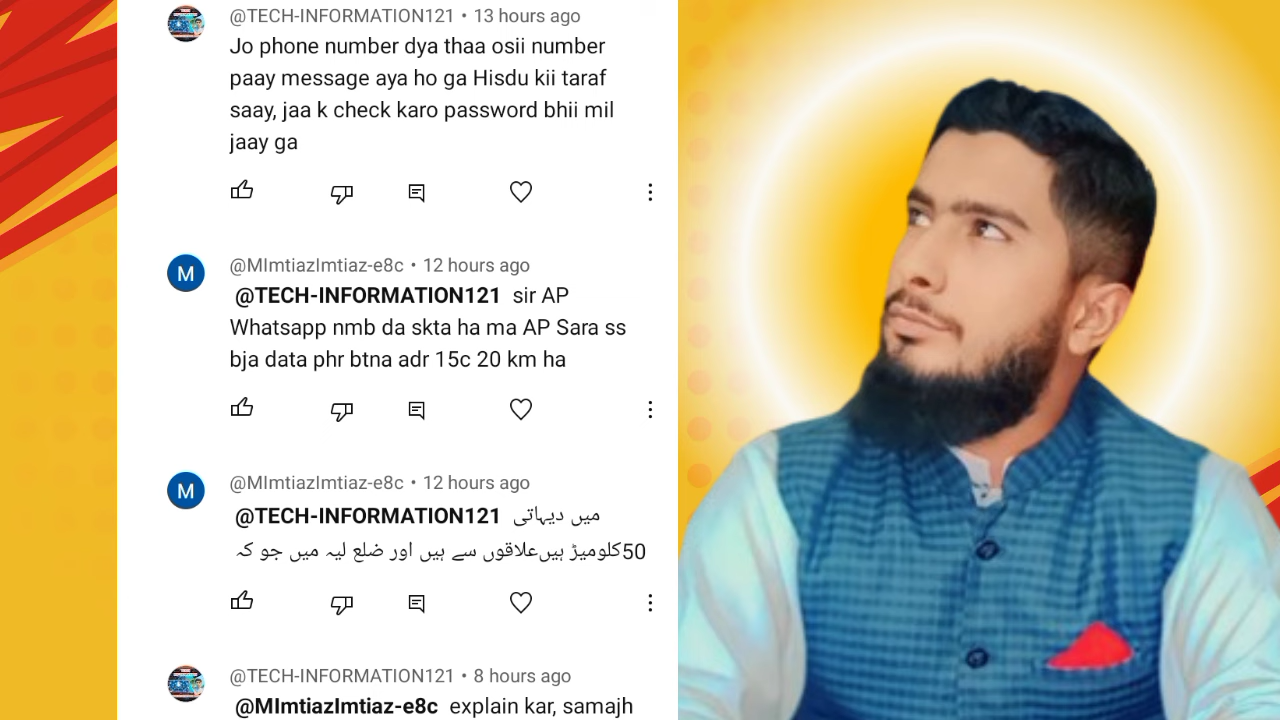 @TECH-INFORMATION121 • 13 hours ago
Jo phone number dya thaa osii number
paay message aya ho ga Hisdu kii taraf
saay, jaa k check karo password bhii mil
jaay ga
M
@MImtiazImtiaz-e8c • 12 hours ago
@TECH-INFORMATION121 sir AP
Whatsapp nmb da skta ha ma AP Sara ss
bja data phr btna adr 15c 20 km ha
M
@MImtiazImtiaz-e8c • 12 hours ago
@TECH-INFORMATION121 میں دیہاتی
علاقوں سے ہیں اور ضلع لیہ میں جو کہ 50کلومیڑ ہیں
@TECH-INFORMATION121 • 8 hours ago
@MImtiazImtiaz-e8c explain kar, samajh